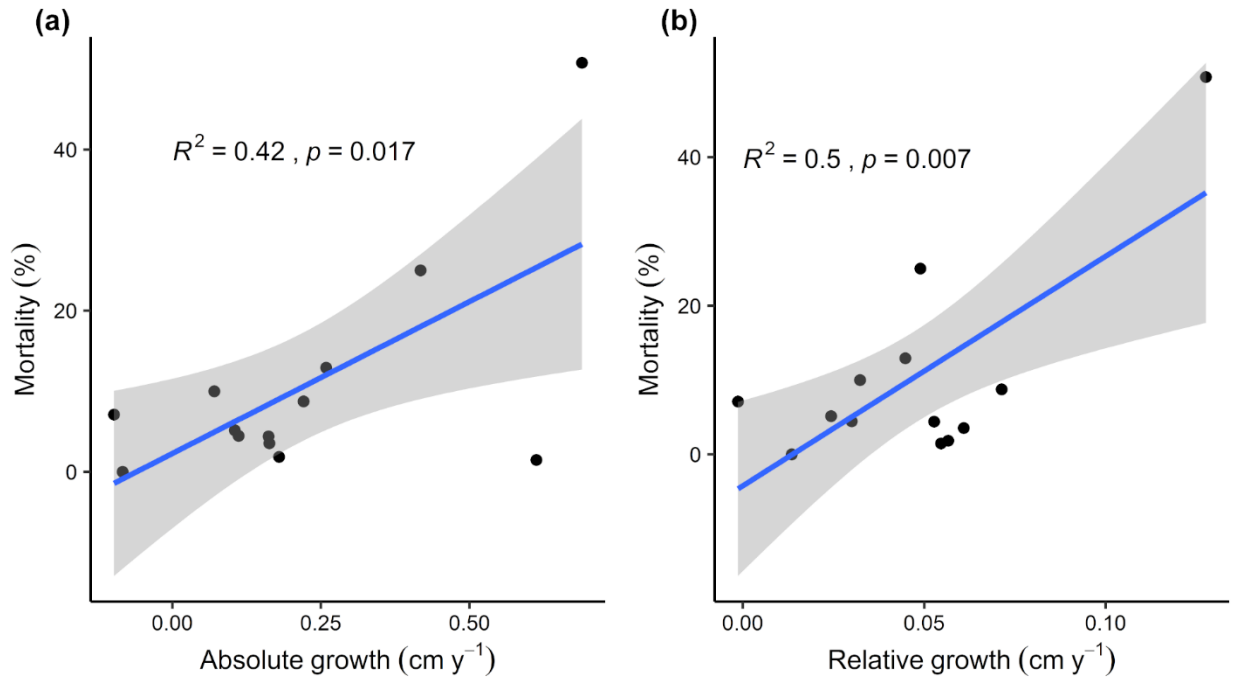 (a)
R² = 0.42 , p = 0.017
40
20
0
Mortality (%)
0.00 0.25 0.50
Absolute growth (cm y⁻¹)
(b)
R² = 0.5 , p = 0.007
40
20
0
Mortality (%)
0.00 0.05 0.10
Relative growth (cm y⁻¹)